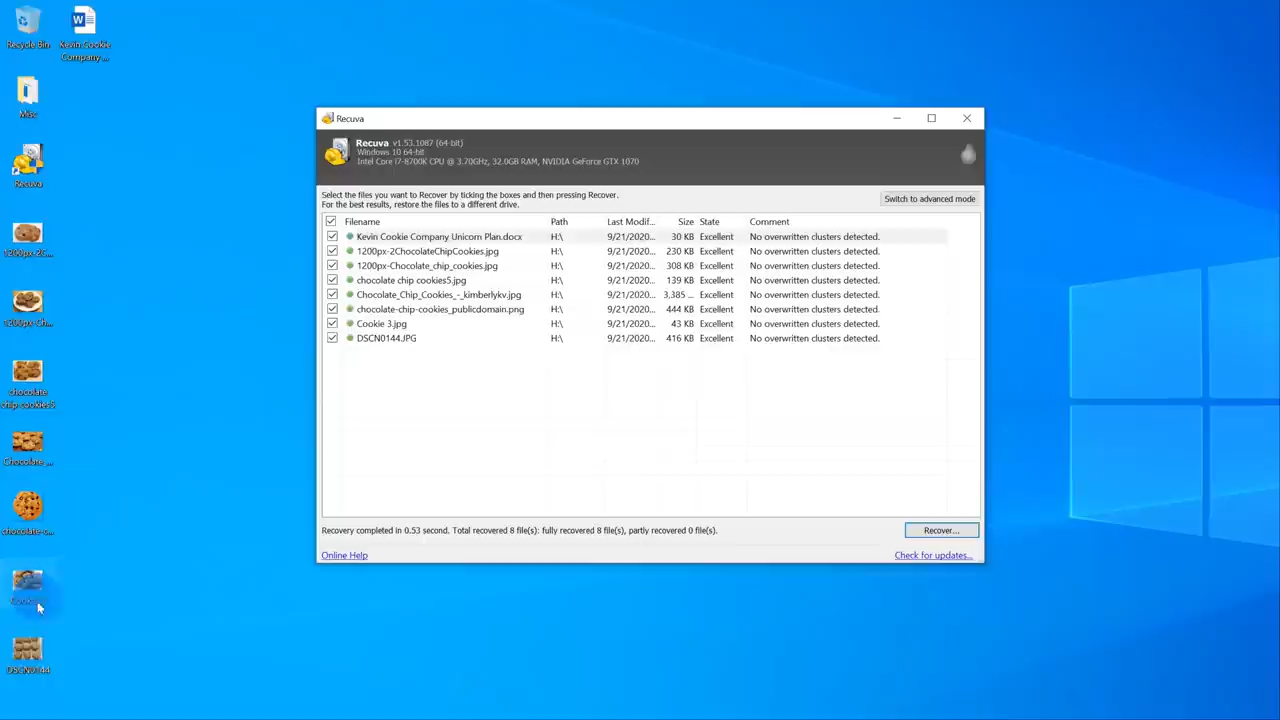 Recycle Bin
Kevin Cookie
Company ...
Misc
Recuva
1200px-2C...
1200px-Ch...
chocolate
chip cookies5
Chocolate_...
chocolate-c...
DSCN0144
Recuva
Recuva v1.53.1087 (64-bit)
Windows 10 64-bit
Intel Core i7-8700K CPU @ 3.70GHz, 32.0GB RAM, NVIDIA GeForce GTX 1070
Select the files you want to Recover by ticking the boxes and then pressing Recover.
For the best results, restore the files to a different drive.
Switch to advanced mode
Filename Path Last Modif... Size State Comment
Kevin Cookie Company Unicorn Plan.docx H:\ 9/21/2020... 30 KB Excellent No overwritten clusters detected.
1200px-2ChocolateChipCookies.jpg H:\ 9/21/2020... 230 KB Excellent No overwritten clusters detected.
1200px-Chocolate_chip_cookies.jpg H:\ 9/21/2020... 308 KB Excellent No overwritten clusters detected.
chocolate chip cookies5.jpg H:\ 9/21/2020... 139 KB Excellent No overwritten clusters detected.
Chocolate_Chip_Cookies_-_kimberlykv.jpg H:\ 9/21/2020... 3,385 ... Excellent No overwritten clusters detected.
chocolate-chip-cookies_publicdomain.png H:\ 9/21/2020... 444 KB Excellent No overwritten clusters detected.
Cookie 3.jpg H:\ 9/21/2020... 43 KB Excellent No overwritten clusters detected.
DSCN0144.JPG H:\ 9/21/2020... 416 KB Excellent No overwritten clusters detected.
Recovery completed in 0.53 second. Total recovered 8 file(s): fully recovered 8 file(s), partly recovered 0 file(s).
Recover...
Online Help
Check for updates...